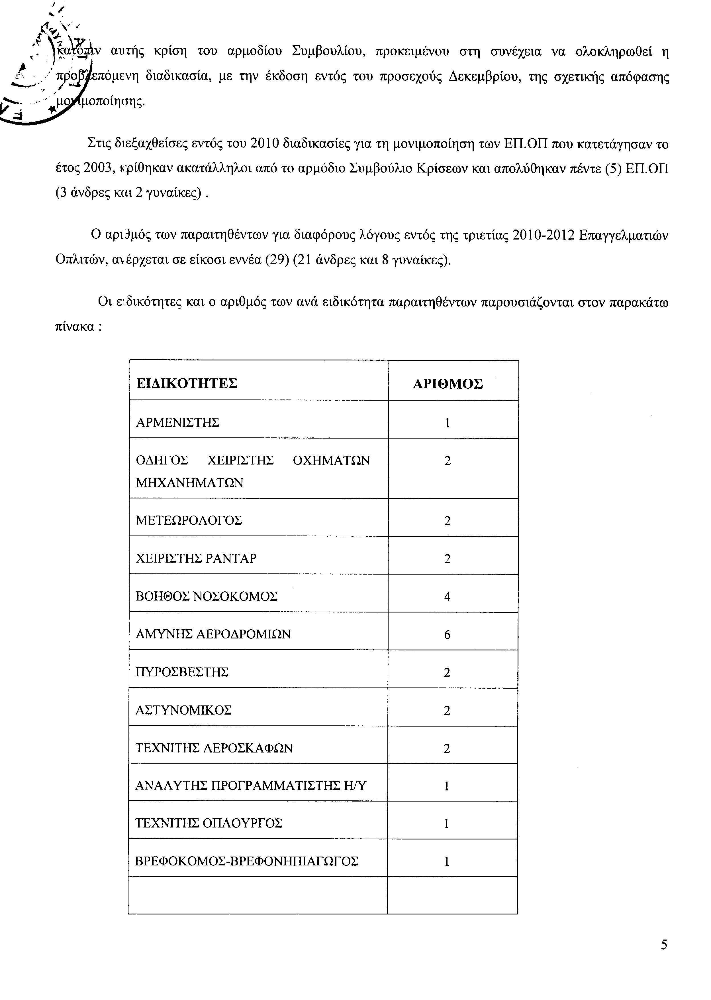 κατόπιν αυτής κρίση του αρμοδίου Συμβουλίου, προκειμένου στη συνέχεια να ολοκληρωθεί η
προβλεπόμενη διαδικασία, με την έκδοση εντός του προσεχούς Δεκεμβρίου, της σχετικής απόφασης
μονιμοποίησης.
Στις διεξαχθείσες εντός του 2010 διαδικασίες για τη μονιμοποίηση των ΕΠ.ΟΠ που κατετάγησαν το
έτος 2003, κρίθηκαν ακατάλληλοι από το αρμόδιο Συμβούλιο Κρίσεων και απολύθηκαν πέντε (5) ΕΠ.ΟΠ
(3 άνδρες και 2 γυναίκες) .
Ο αριθμός των παραιτηθέντων για διαφόρους λόγους εντός της τριετίας 2010-2012 Επαγγελματιών
Οπλιτών, ανέρχεται σε είκοσι εννέα (29) (21 άνδρες και 8 γυναίκες).
Οι ειδικότητες και ο αριθμός των ανά ειδικότητα παραιτηθέντων παρουσιάζονται στον παρακάτω
πίνακα :
ΕΙΔΙΚΟΤΗΤΕΣ ΑΡΙΘΜΟΣ
ΑΡΜΕΝΙΣΤΗΣ 1
ΟΔΗΓΟΣ ΧΕΙΡΙΣΤΗΣ ΟΧΗΜΑΤΩΝ 2
ΜΗΧΑΝΗΜΑΤΩΝ
ΜΕΤΕΩΡΟΛΟΓΟΣ 2
ΧΕΙΡΙΣΤΗΣ ΡΑΝΤΑΡ 2
ΒΟΗΘΟΣ ΝΟΣΟΚΟΜΟΣ 4
ΑΜΥΝΗΣ ΑΕΡΟΔΡΟΜΙΩΝ 6
ΠΥΡΟΣΒΕΣΤΗΣ 2
ΑΣΤΥΝΟΜΙΚΟΣ 2
ΤΕΧΝΙΤΗΣ ΑΕΡΟΣΚΑΦΩΝ 2
ΑΝΑΛΥΤΗΣ ΠΡΟΓΡΑΜΜΑΤΙΣΤΗΣ Η/Υ 1
ΤΕΧΝΙΤΗΣ ΟΠΛΟΥΡΓΟΣ 1
ΒΡΕΦΟΚΟΜΟΣ-ΒΡΕΦΟΝΗΠΙΑΓΩΓΟΣ 1
5